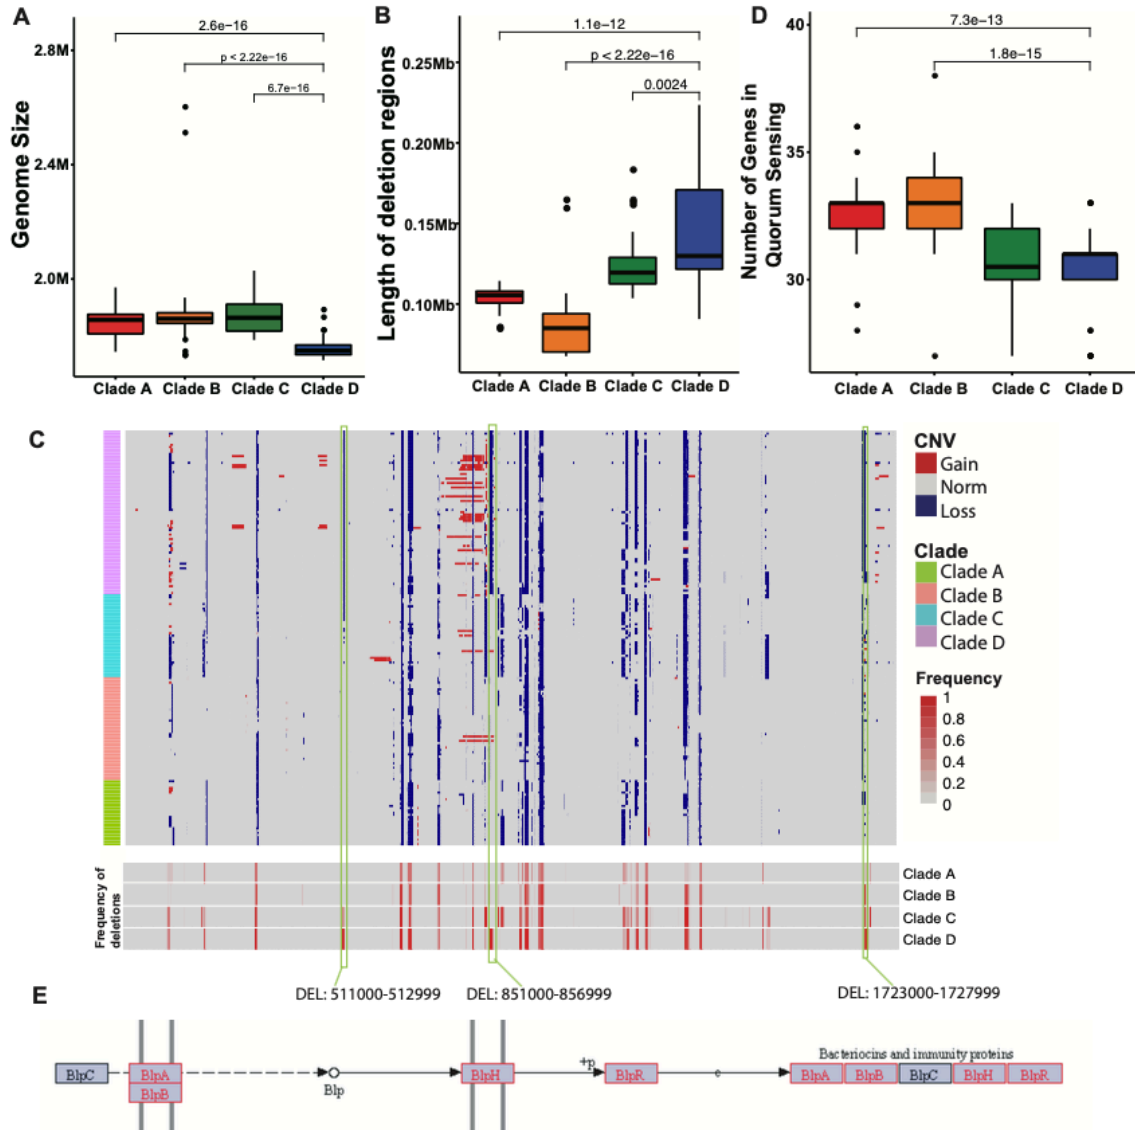 A
Genome Size
2.8M
2.4M
2.0M
2.6e−16
p < 2.22e−16
6.7e−16
Clade A Clade B Clade C Clade D
B
Length of deletion regions
0.25Mb
0.20Mb
0.15Mb
0.10Mb
1.1e−12
p < 2.22e−16
0.0024
Clade A Clade B Clade C Clade D
D
Number of Genes in
Quorum Sensing
40
35
30
7.3e−13
1.8e−15
Clade A Clade B Clade C Clade D
C
CNV
Gain
Norm
Loss
Clade
Clade A
Clade B
Clade C
Clade D
Frequency
1
0.8
0.6
0.4
0.2
0
Frequency of
deletions
Clade A
Clade B
Clade C
Clade D
DEL: 511000-512999 DEL: 851000-856999 DEL: 1723000-1727999
E
Bacteriocins and immunity proteins
BlpC BlpA BlpH +p BlpR e BlpA BlpB BlpC BlpH BlpR
BlpB Blp